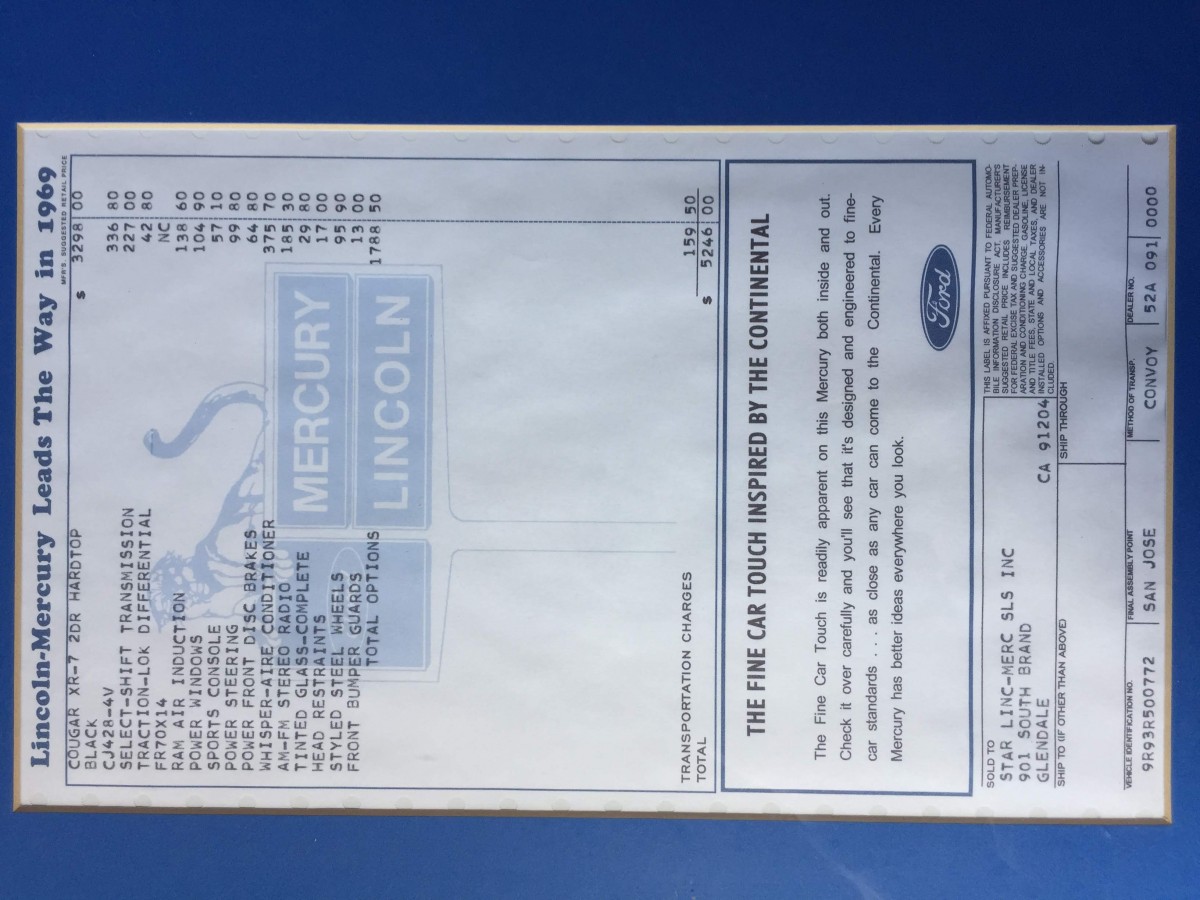 Lincoln-Mercury Leads The Way in 1969
MFR'S. SUGGESTED RETAIL PRICE
COUGAR XR-7 2DR HARDTOP $ 3298 00
BLACK
CJ428-4V 336 80
SELECT-SHIFT TRANSMISSION 227 00
TRACTION-LOK DIFFERENTIAL 42 80
FR70X14 NC
RAM AIR INDUCTION 138 60
POWER WINDOWS 104 90
SPORTS CONSOLE 57 10
POWER STEERING 99 80
POWER FRONT DISC BRAKES 64 80
WHISPER-AIRE CONDITIONER 375 70
AM-FM STEREO RADIO 185 30
TINTED GLASS-COMPLETE 29 80
HEAD RESTRAINTS 17 00
STYLED STEEL WHEELS 95 90
FRONT BUMPER GUARDS 13 00
TOTAL OPTIONS 1788 50
MERCURY
LINCOLN
TRANSPORTATION CHARGES 159 50
TOTAL $ 5246 00
THE FINE CAR TOUCH INSPIRED BY THE CONTINENTAL
The Fine Car Touch is readily apparent on this Mercury both inside and out.
Check it over carefully and you'll see that it's designed and engineered to fine-
car standards . . . as close as any car can come to the Continental. Every
Mercury has better ideas everywhere you look.
Ford
SOLD TO
STAR LINC-MERC SLS INC
901 SOUTH BRAND
GLENDALE CA 91204
THIS LABEL IS AFFIXED PURSUANT TO FEDERAL AUTOMO-
BILE INFORMATION DISCLOSURE ACT. MANUFACTURER'S
SUGGESTED RETAIL PRICE INCLUDES REIMBURSEMENT
FOR FEDERAL EXCISE TAX AND SUGGESTED DEALER PREP-
ARATION AND CONDITIONING CHARGE. GASOLINE, LICENSE
AND TITLE FEES, STATE AND LOCAL TAXES, AND DEALER
INSTALLED OPTIONS AND ACCESSORIES ARE NOT IN-
CLUDED.
SHIP TO (IF OTHER THAN ABOVE)
SHIP THROUGH
VEHICLE IDENTIFICATION NO. FINAL ASSEMBLY POINT METHOD OF TRANSP. DEALER NO.
9R93R500772 SAN JOSE CONVOY 52A 091 0000